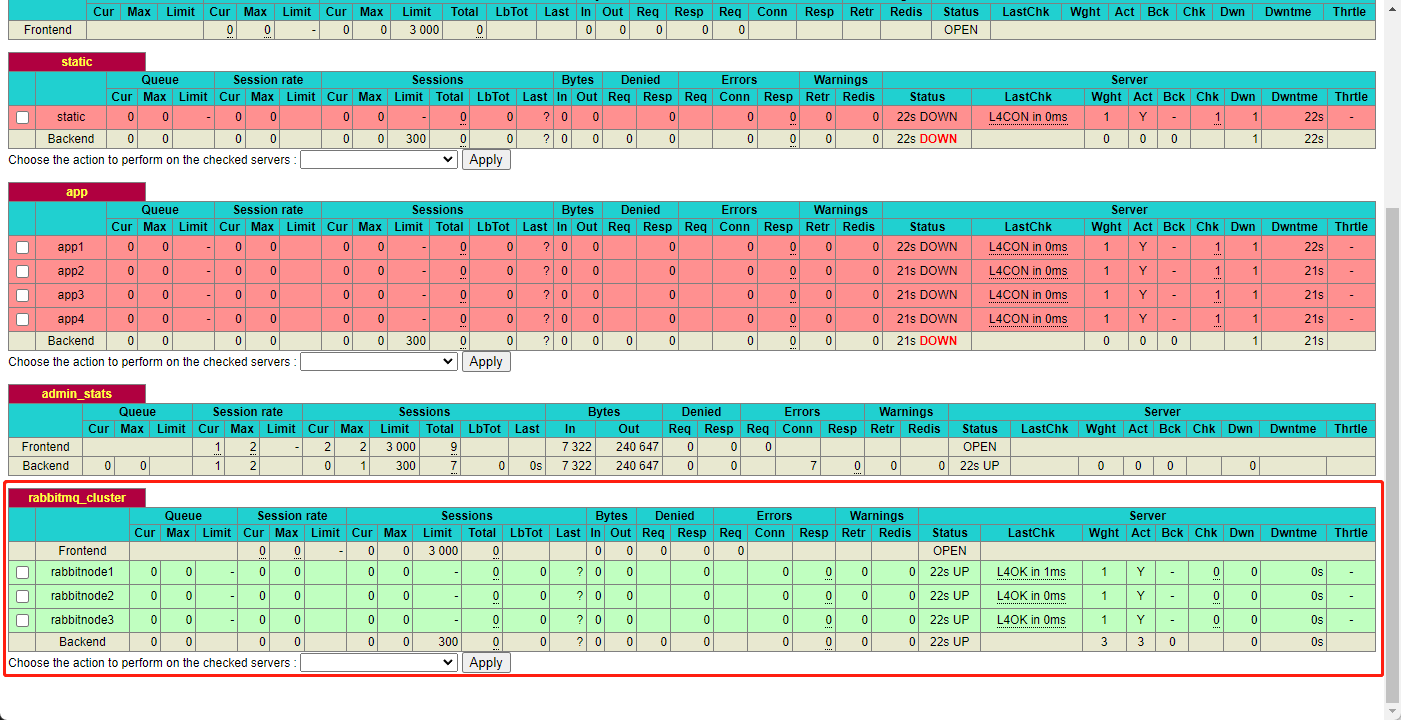 Cur Max Limit Cur Max Limit Cur Max Limit Total LbTot Last In Out Req Resp Req Conn Resp Retr Redis Status LastChk Wght Act Bck Chk Dwn Dwntme Thrtle
Frontend 0 0 - 0 0 3 000 0 0 0 0 0 0 OPEN
static
Queue Session rate Sessions Bytes Denied Errors Warnings Server
Cur Max Limit Cur Max Limit Cur Max Limit Total LbTot Last In Out Req Resp Req Conn Resp Retr Redis Status LastChk Wght Act Bck Chk Dwn Dwntme Thrtle
static 0 0 - 0 0 0 0 - 0 0 ? 0 0 0 0 0 0 0 22s DOWN L4CON in 0ms 1 Y - 1 1 22s -
Backend 0 0 0 0 0 0 300 0 0 ? 0 0 0 0 0 0 0 0 22s DOWN 0 0 0 1 22s
Choose the action to perform on the checked servers : Apply
app
Queue Session rate Sessions Bytes Denied Errors Warnings Server
Cur Max Limit Cur Max Limit Cur Max Limit Total LbTot Last In Out Req Resp Req Conn Resp Retr Redis Status LastChk Wght Act Bck Chk Dwn Dwntme Thrtle
app1 0 0 - 0 0 0 0 - 0 0 ? 0 0 0 0 0 0 0 22s DOWN L4CON in 0ms 1 Y - 1 1 22s -
app2 0 0 - 0 0 0 0 - 0 0 ? 0 0 0 0 0 0 0 21s DOWN L4CON in 0ms 1 Y - 1 1 21s -
app3 0 0 - 0 0 0 0 - 0 0 ? 0 0 0 0 0 0 0 21s DOWN L4CON in 0ms 1 Y - 1 1 21s -
app4 0 0 - 0 0 0 0 - 0 0 ? 0 0 0 0 0 0 0 21s DOWN L4CON in 0ms 1 Y - 1 1 21s -
Backend 0 0 0 0 0 0 300 0 0 ? 0 0 0 0 0 0 0 0 21s DOWN 0 0 0 1 21s
Choose the action to perform on the checked servers : Apply
admin_stats
Queue Session rate Sessions Bytes Denied Errors Warnings Server
Cur Max Limit Cur Max Limit Cur Max Limit Total LbTot Last In Out Req Resp Req Conn Resp Retr Redis Status LastChk Wght Act Bck Chk Dwn Dwntme Thrtle
Frontend 1 2 - 2 2 3 000 9 7 322 240 647 0 0 0 OPEN
Backend 0 0 1 2 0 1 300 7 0 0s 7 322 240 647 0 0 7 0 0 0 22s UP 0 0 0 0
rabbitmq_cluster
Queue Session rate Sessions Bytes Denied Errors Warnings Server
Cur Max Limit Cur Max Limit Cur Max Limit Total LbTot Last In Out Req Resp Req Conn Resp Retr Redis Status LastChk Wght Act Bck Chk Dwn Dwntme Thrtle
Frontend 0 0 - 0 0 3 000 0 0 0 0 0 0 OPEN
rabbitnode1 0 0 - 0 0 0 0 - 0 0 ? 0 0 0 0 0 0 0 22s UP L4OK in 1ms 1 Y - 0 0 0s -
rabbitnode2 0 0 - 0 0 0 0 - 0 0 ? 0 0 0 0 0 0 0 22s UP L4OK in 0ms 1 Y - 0 0 0s -
rabbitnode3 0 0 - 0 0 0 0 - 0 0 ? 0 0 0 0 0 0 0 22s UP L4OK in 0ms 1 Y - 0 0 0s -
Backend 0 0 0 0 0 0 300 0 0 ? 0 0 0 0 0 0 0 0 22s UP 3 3 0 0 0s
Choose the action to perform on the checked servers : Apply